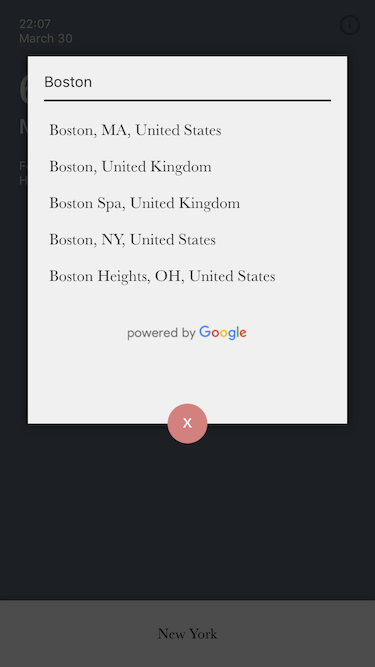 22:07
March 30
Boston
Boston, MA, United States
Boston, United Kingdom
Boston Spa, United Kingdom
Boston, NY, United States
Boston Heights, OH, United States
powered by Google
X
New York